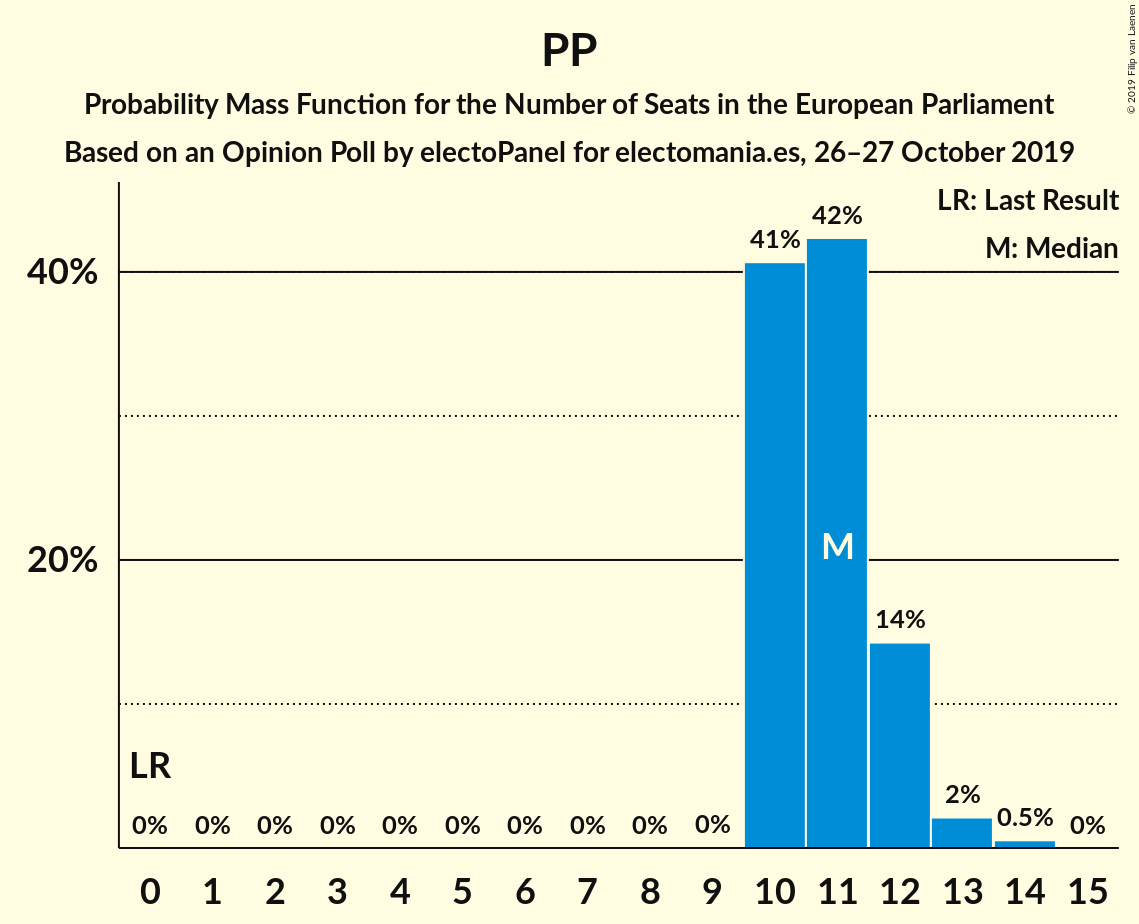 PP
Probability Mass Function for the Number of Seats in the European Parliament
Based on an Opinion Poll by electoPanel for electomania.es, 26–27 October 2019
© 2019 Filip van Laenen
LR: Last Result
M: Median
40%
20%
41%
42%
M
14%
LR
0%
0%
0%
0%
0%
0%
0%
0%
0%
0%
2%
0.5%
0%
0 1 2 3 4 5 6 7 8 9 10 11 12 13 14 15